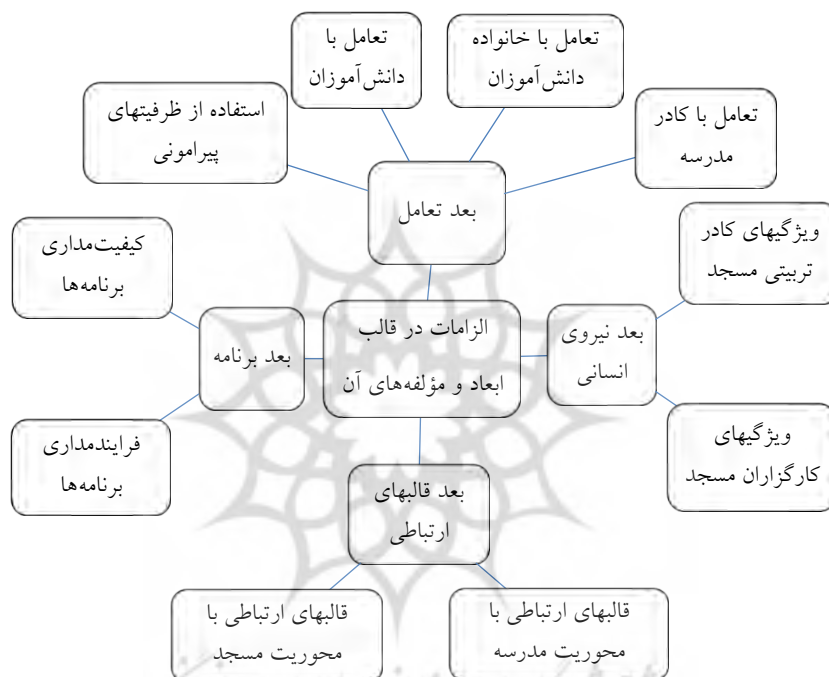 تعامل با خانواده
دانش‌آموزان
تعامل با
دانش‌آموزان
استفاده از ظرفیتهای
پیرامونی
تعامل با کادر
مدرسه
بعد تعامل
ویژگیهای کادر
تربیتی مسجد
کیفیت‌مداری
برنامه‌ها
الزامات در قالب
ابعاد و مؤلفه‌های آن
بعد نیروی
انسانی
بعد برنامه
ویژگیهای
کارگزاران مسجد
فرایندمداری
برنامه‌ها
بعد قالبهای
ارتباطی
قالبهای ارتباطی با
محوریت مدرسه
قالبهای ارتباطی با
محوریت مسجد